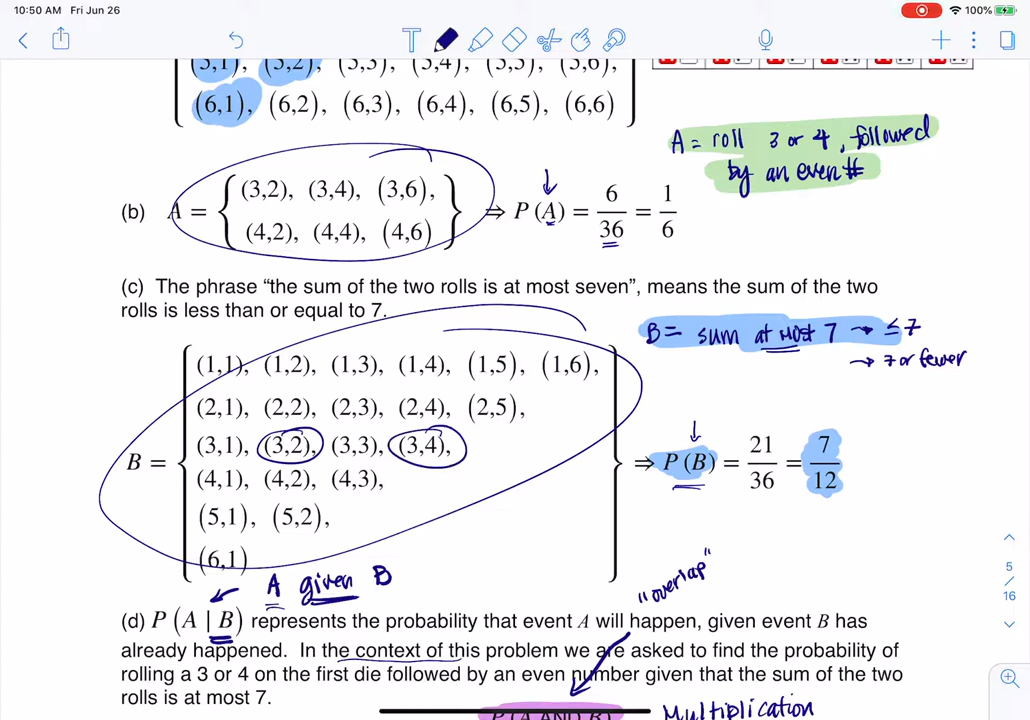 10:50 AM Fri Jun 26 100%
(3,3), (3,4), (3,6),
(6,1), (6,2), (6,3), (6,4), (6,5), (6,6)
A = roll 3 or 4, followed
by an even #
(b) A = { (3,2), (3,4), (3,6),
(4,2), (4,4), (4,6) } ⇒ P (A) = 6/36 = 1/6
(c) The phrase “the sum of the two rolls is at most seven”, means the sum of the two
rolls is less than or equal to 7.
B = sum at most 7 → ≤ 7
→ 7 or fewer
(1,1), (1,2), (1,3), (1,4), (1,5), (1,6),
(2,1), (2,2), (2,3), (2,4), (2,5),
(3,1), (3,2), (3,3), (3,4),
B = ⇒ P (B) = 21/36 = 7/12
(4,1), (4,2), (4,3),
(5,1), (5,2),
(6,1)
A given B
"overlap"
(d) P (A | B) represents the probability that event A will happen, given event B has
already happened. In the context of this problem we are asked to find the probability of
rolling a 3 or 4 on the first die followed by an even number given that the sum of the two
rolls is at most 7.
P (A AND B)
Multiplication
5
/
16